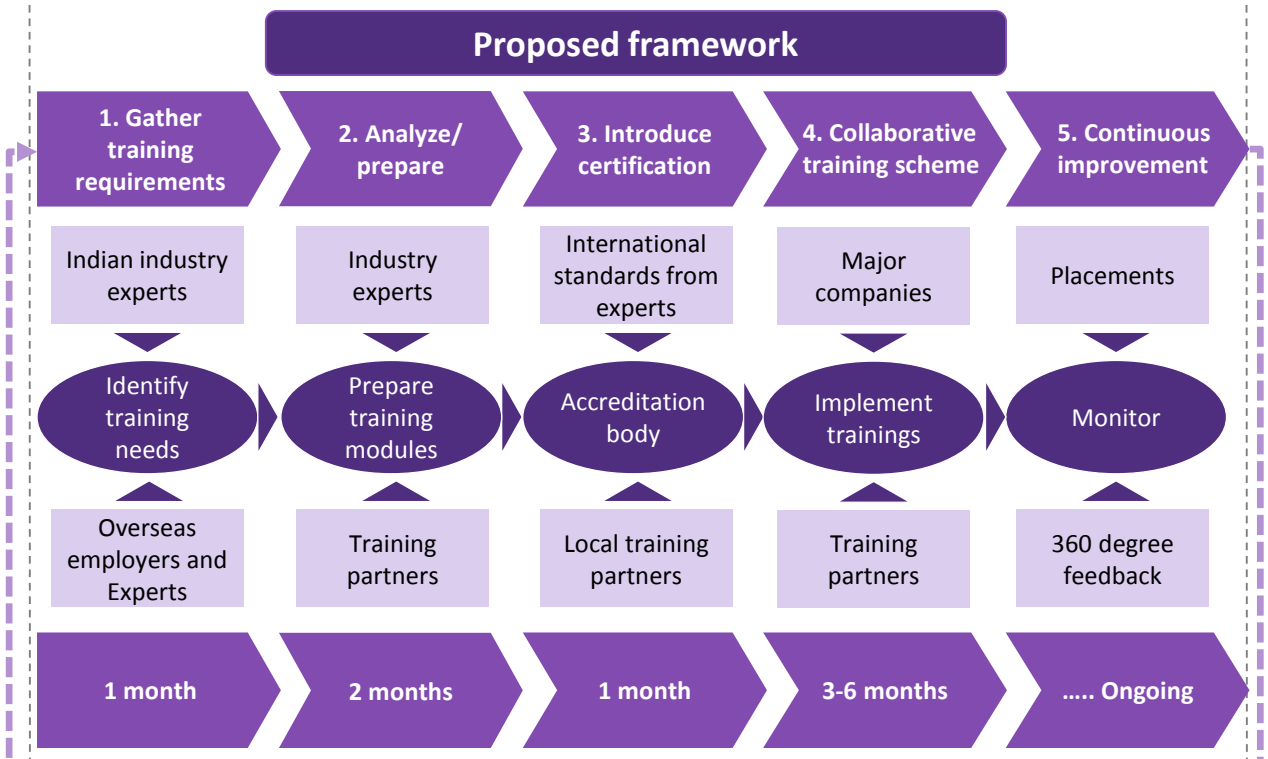 Proposed framework
1. Gather
training
requirements
2. Analyze/
prepare
3. Introduce
certification
4. Collaborative
training scheme
5. Continuous
improvement
Indian industry
experts
Industry
experts
International
standards from
experts
Major
companies
Placements
Identify
training
needs
Prepare
training
modules
Accreditation
body
Implement
trainings
Monitor
Overseas
employers and
Experts
Training
partners
Local training
partners
Training
partners
360 degree
feedback
1 month
2 months
1 month
3-6 months
..... Ongoing